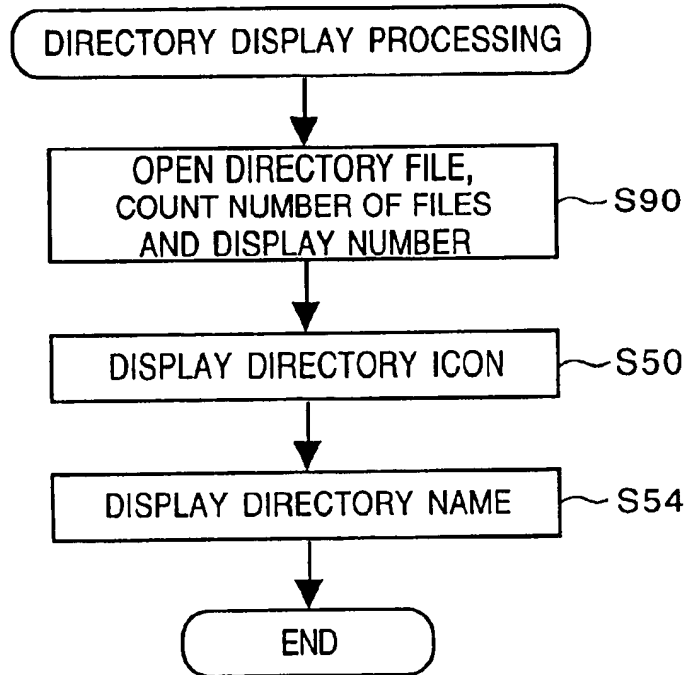 DIRECTORY DISPLAY PROCESSING
OPEN DIRECTORY FILE,
COUNT NUMBER OF FILES
AND DISPLAY NUMBER
S90
DISPLAY DIRECTORY ICON
S50
DISPLAY DIRECTORY NAME
S54
END